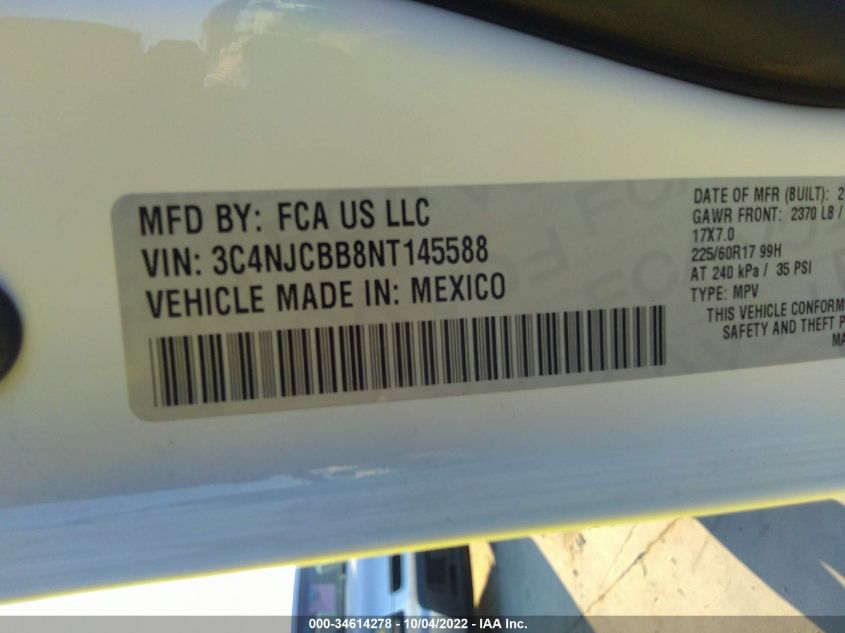 MFD BY: FCA US LLC
VIN: 3C4NJCBB8NT145588
VEHICLE MADE IN: MEXICO
DATE OF MFR (BUILT): 2
GAWR FRONT: 2370 LB /
17X7.0
225/60R17 99H
AT 240 kPa / 35 PSI
TYPE: MPV
THIS VEHICLE CONFORM
SAFETY AND THEFT P
MA
000-34614278 - 10/04/2022 - IAA Inc.